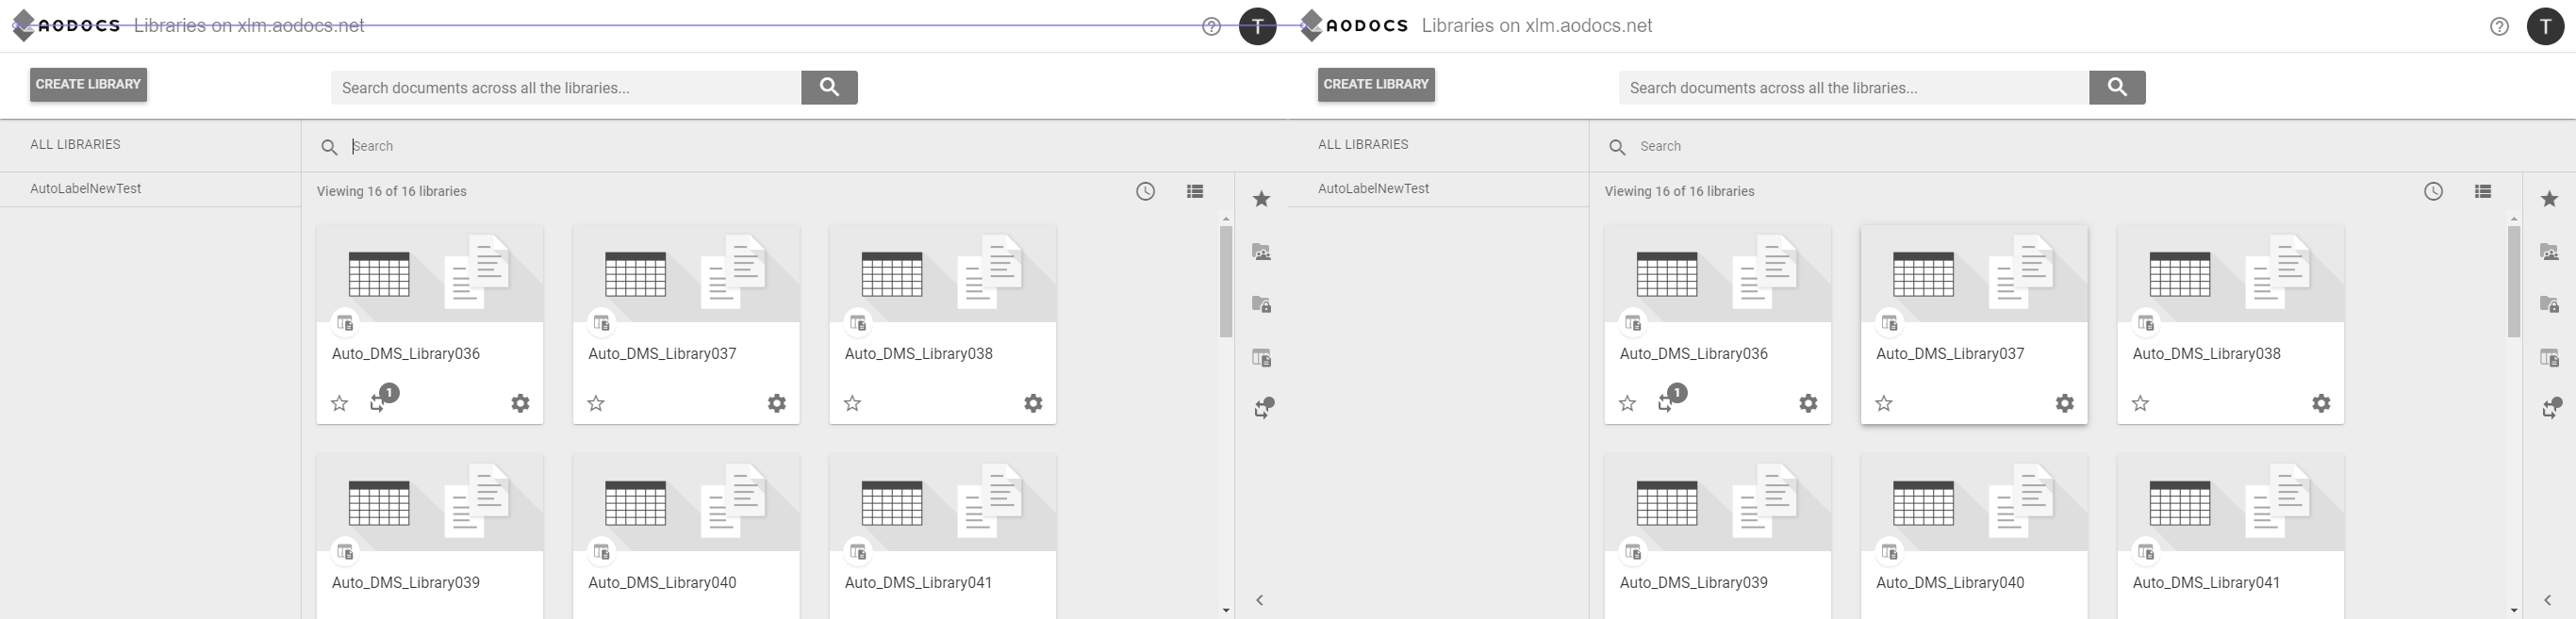 AODOCS Libraries on xlm.aodocs.net T
CREATE LIBRARY Search documents across all the libraries...
ALL LIBRARIES Search
AutoLabelNewTest Viewing 16 of 16 libraries
Auto_DMS_Library036 Auto_DMS_Library037 Auto_DMS_Library038
1
Auto_DMS_Library039 Auto_DMS_Library040 Auto_DMS_Library041
AODOCS Libraries on xlm.aodocs.net T
CREATE LIBRARY Search documents across all the libraries...
ALL LIBRARIES Search
AutoLabelNewTest Viewing 16 of 16 libraries
Auto_DMS_Library036 Auto_DMS_Library037 Auto_DMS_Library038
1
Auto_DMS_Library039 Auto_DMS_Library040 Auto_DMS_Library041